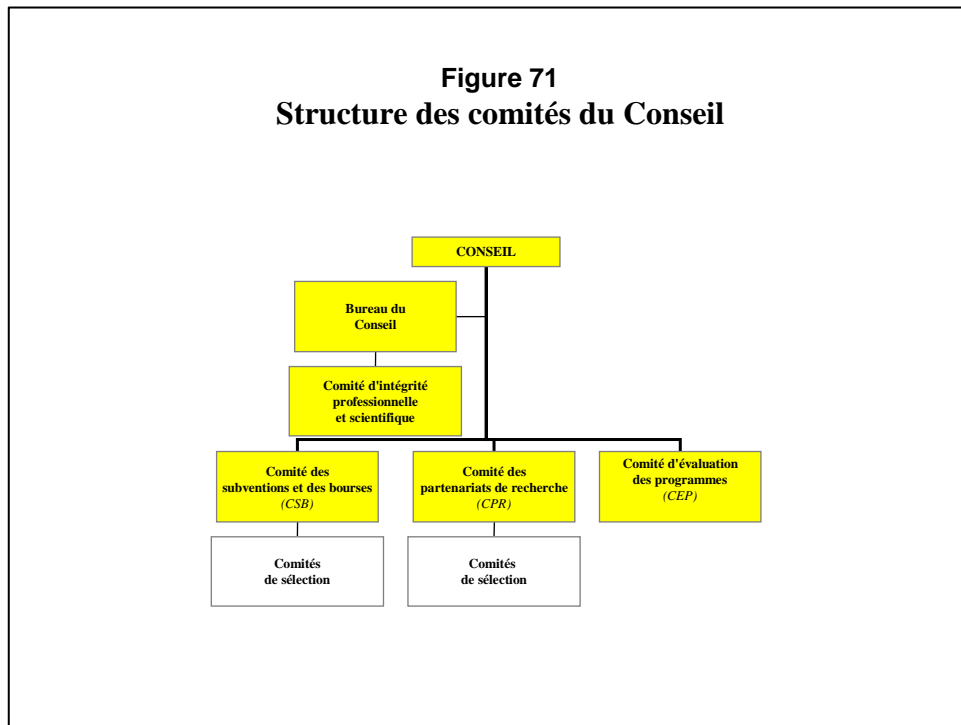 Figure 71
Structure des comités du Conseil
CONSEIL
Bureau du
Conseil
Comité d'intégrité
professionnelle
et scientifique
Comité des
subventions et des bourses
(CSB)
Comité des
partenariats de recherche
(CPR)
Comité d'évaluation
des programmes
(CEP)
Comités
de sélection
Comités
de sélection